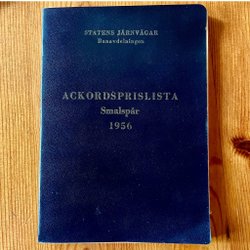 STATENS JÄRNVÄGAR
Banavdelningen
ACKORDSPRISLISTA
Smalspår
1956